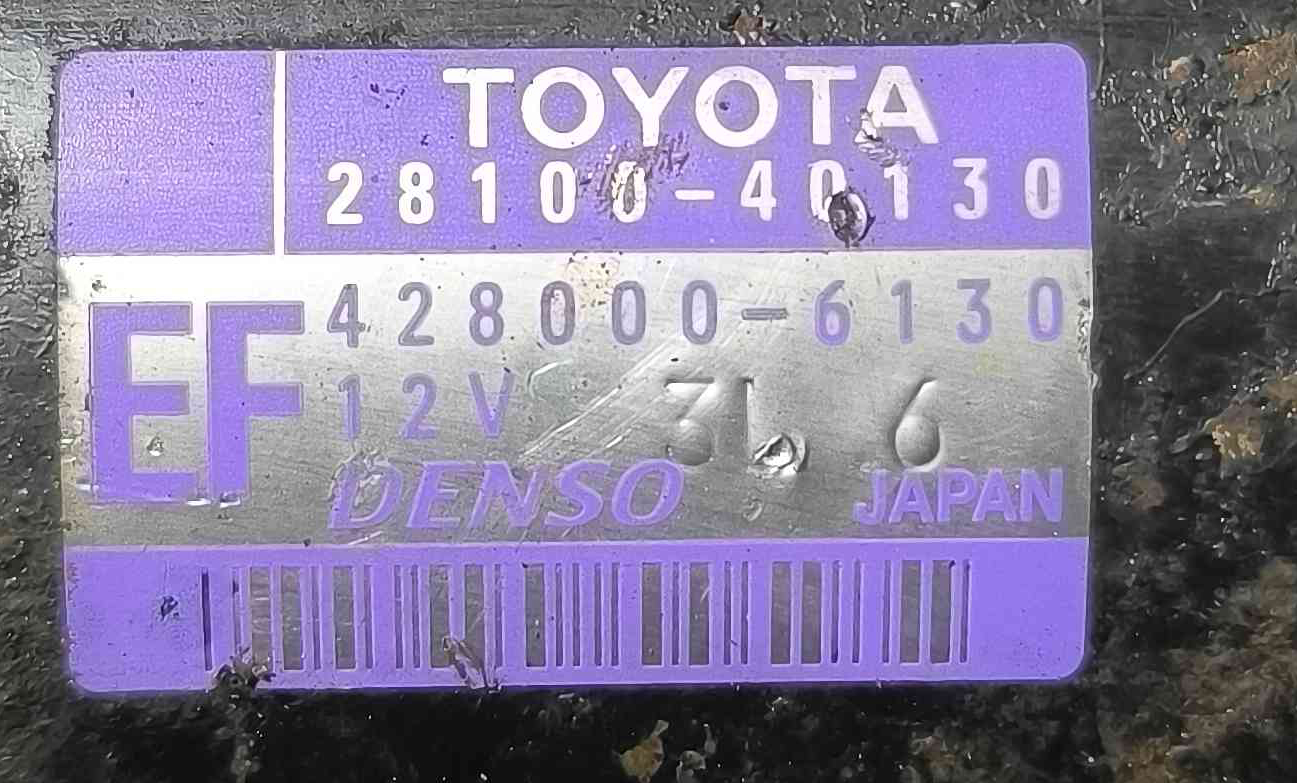 TOYOTA
28100-40130
EF
428000-6130
12V
DENSO JAPAN